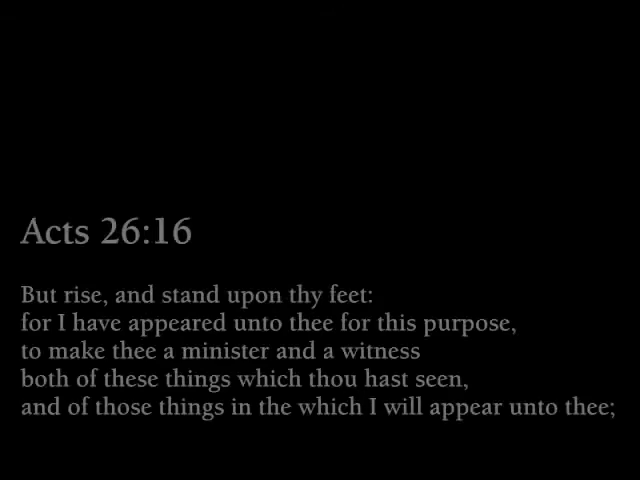 Acts 26:16
But rise, and stand upon thy feet:
for I have appeared unto thee for this purpose,
to make thee a minister and a witness
both of these things which thou hast seen,
and of those things in the which I will appear unto thee;